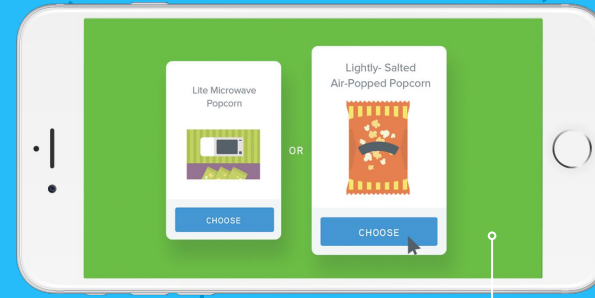 Lite Microwave
Popcorn
CHOOSE
OR
Lightly- Salted
Air-Popped Popcorn
CHOOSE